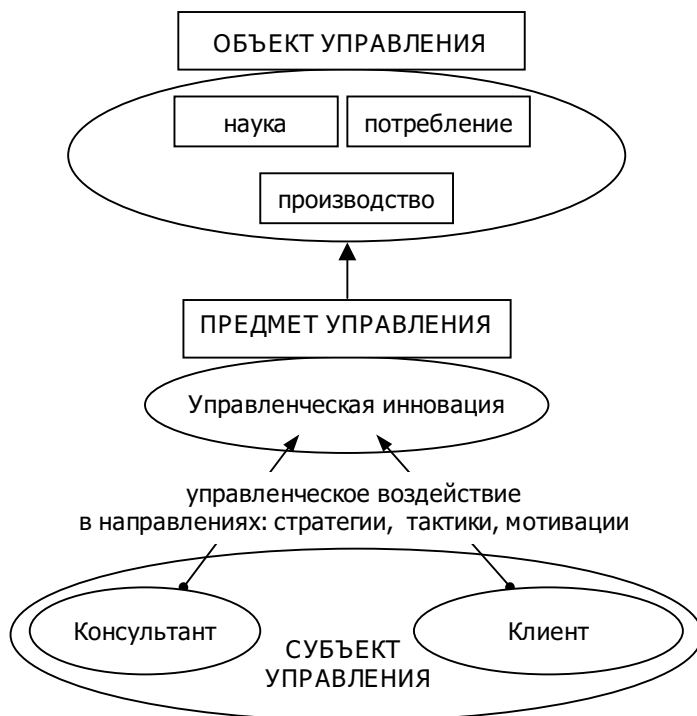 ОБЪЕКТ УПРАВЛЕНИЯ
наука
потребление
производство
ПРЕДМЕТ УПРАВЛЕНИЯ
Управленческая инновация
управленческое воздействие
в направлениях: стратегии, тактики, мотивации
Консультант
Клиент
СУБЪЕКТ
УПРАВЛЕНИЯ